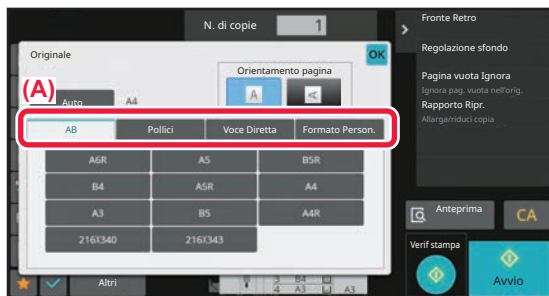 N. di copie 1
Fronte Retro
Regolazione sfondo
Pagina vuota Ignora
Ignora pag. vuota nell'orig.
Rapporto Ripr.
Allarga/riduci copia
Originale
OK
Orientamento pagina
(A)
Auto A4
A A
AB Pollici Voce Diretta Formato Person.
A6R A5 B5R
B4 A5R A4
A3 B5 A4R
216X340 216X343
Anteprima
CA
Verif stampa
Avvio
Altri
3 B4
4 A3 A3